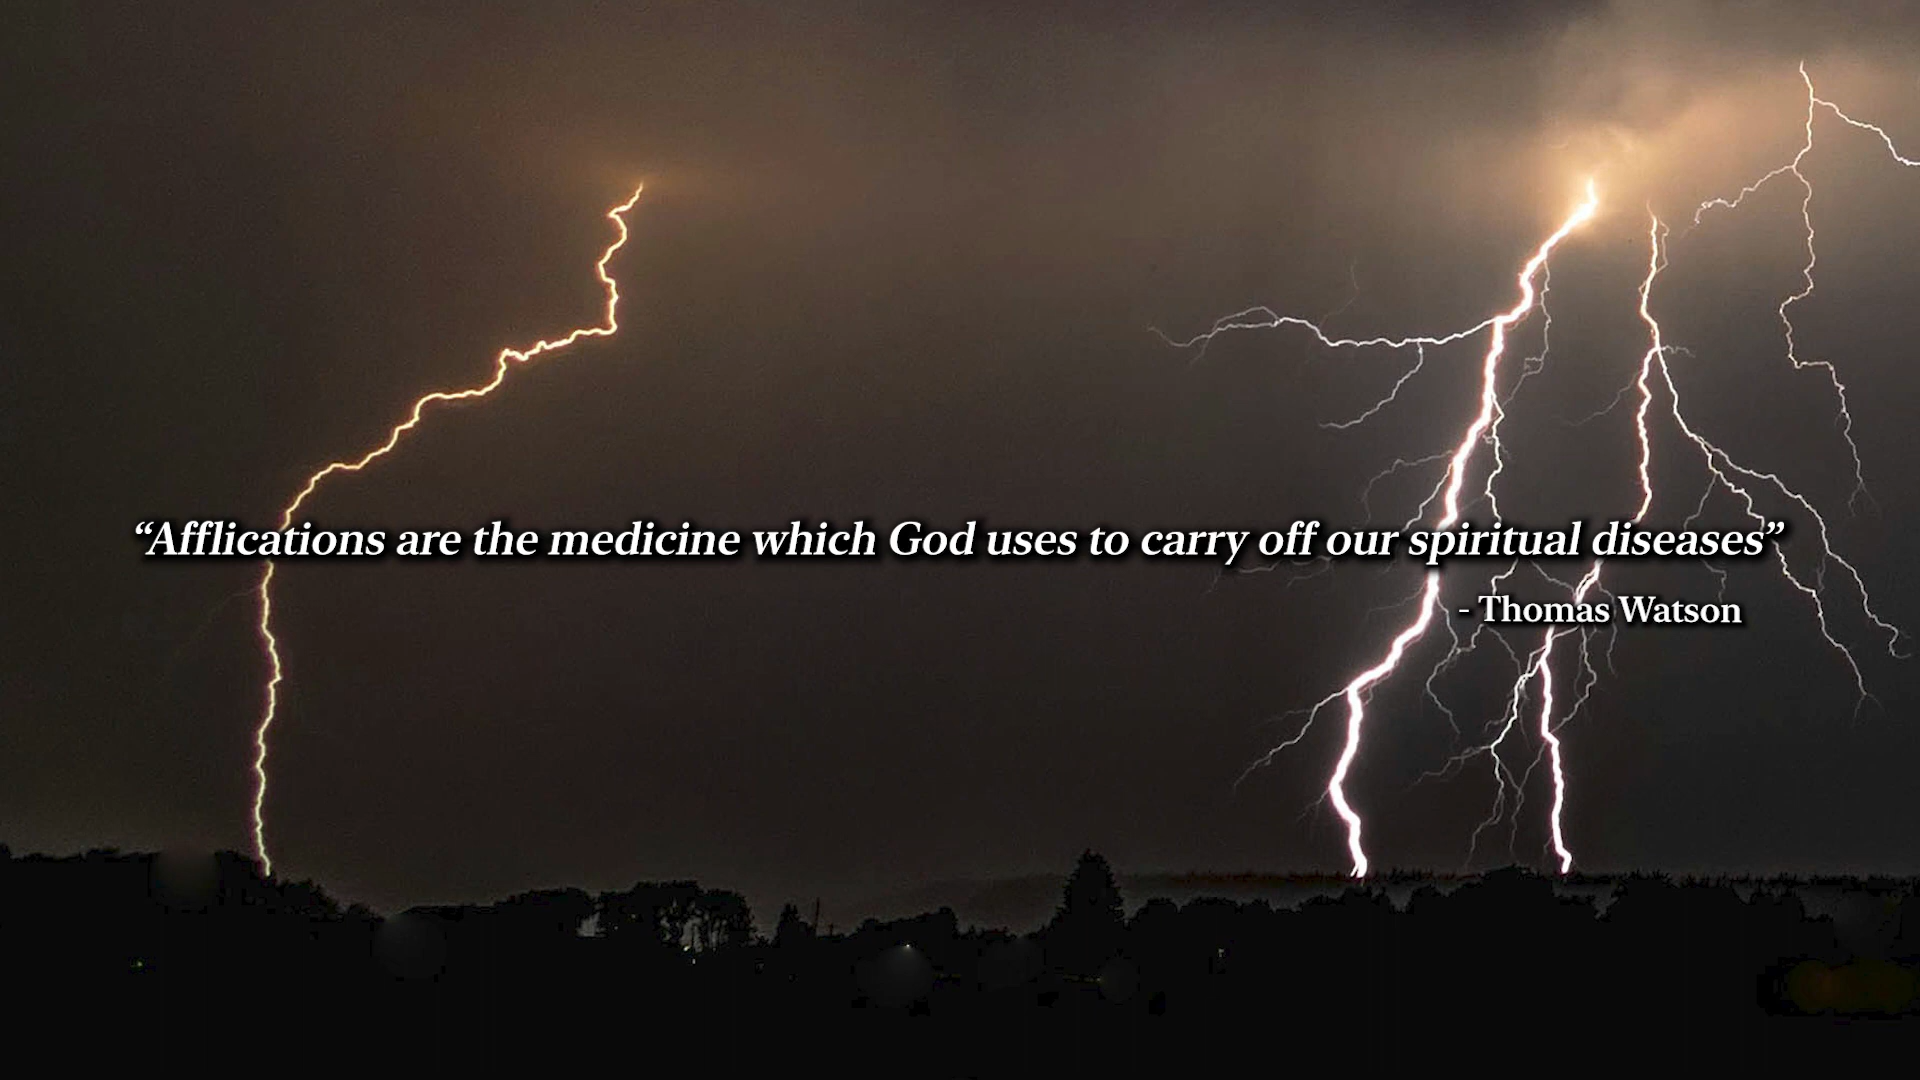 “Afflications are the medicine which God uses to carry off our spiritual diseases”
- Thomas Watson